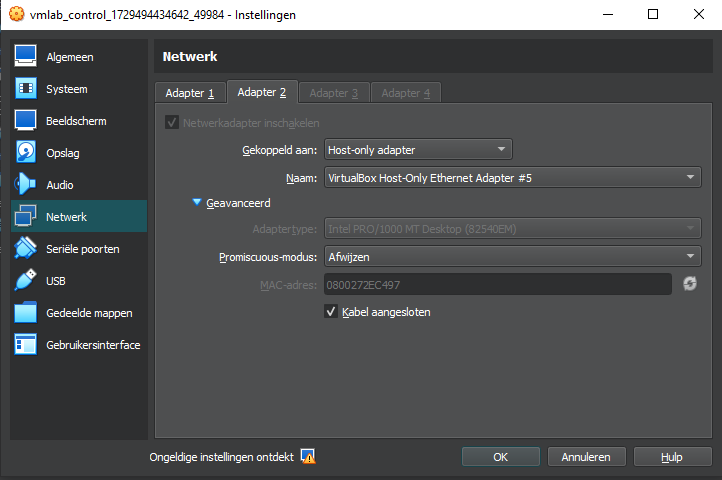 vmlab_control_1729494434642_49984 - Instellingen
Algemeen
Systeem
Beeldscherm
Opslag
Audio
Netwerk
Seriële poorten
USB
Gedeelde mappen
Gebruikersinterface
Netwerk
Adapter 1 Adapter 2 Adapter 3 Adapter 4
Netwerkadapter inschakelen
Gekoppeld aan: Host-only adapter
Naam: VirtualBox Host-Only Ethernet Adapter #5
Geavanceerd
Adaptertype: Intel PRO/1000 MT Desktop (82540EM)
Promiscuous-modus: Afwijzen
MAC-adres: 0800272EC497
Kabel aangesloten
Ongeldige instellingen ontdekt OK Annuleren Hulp